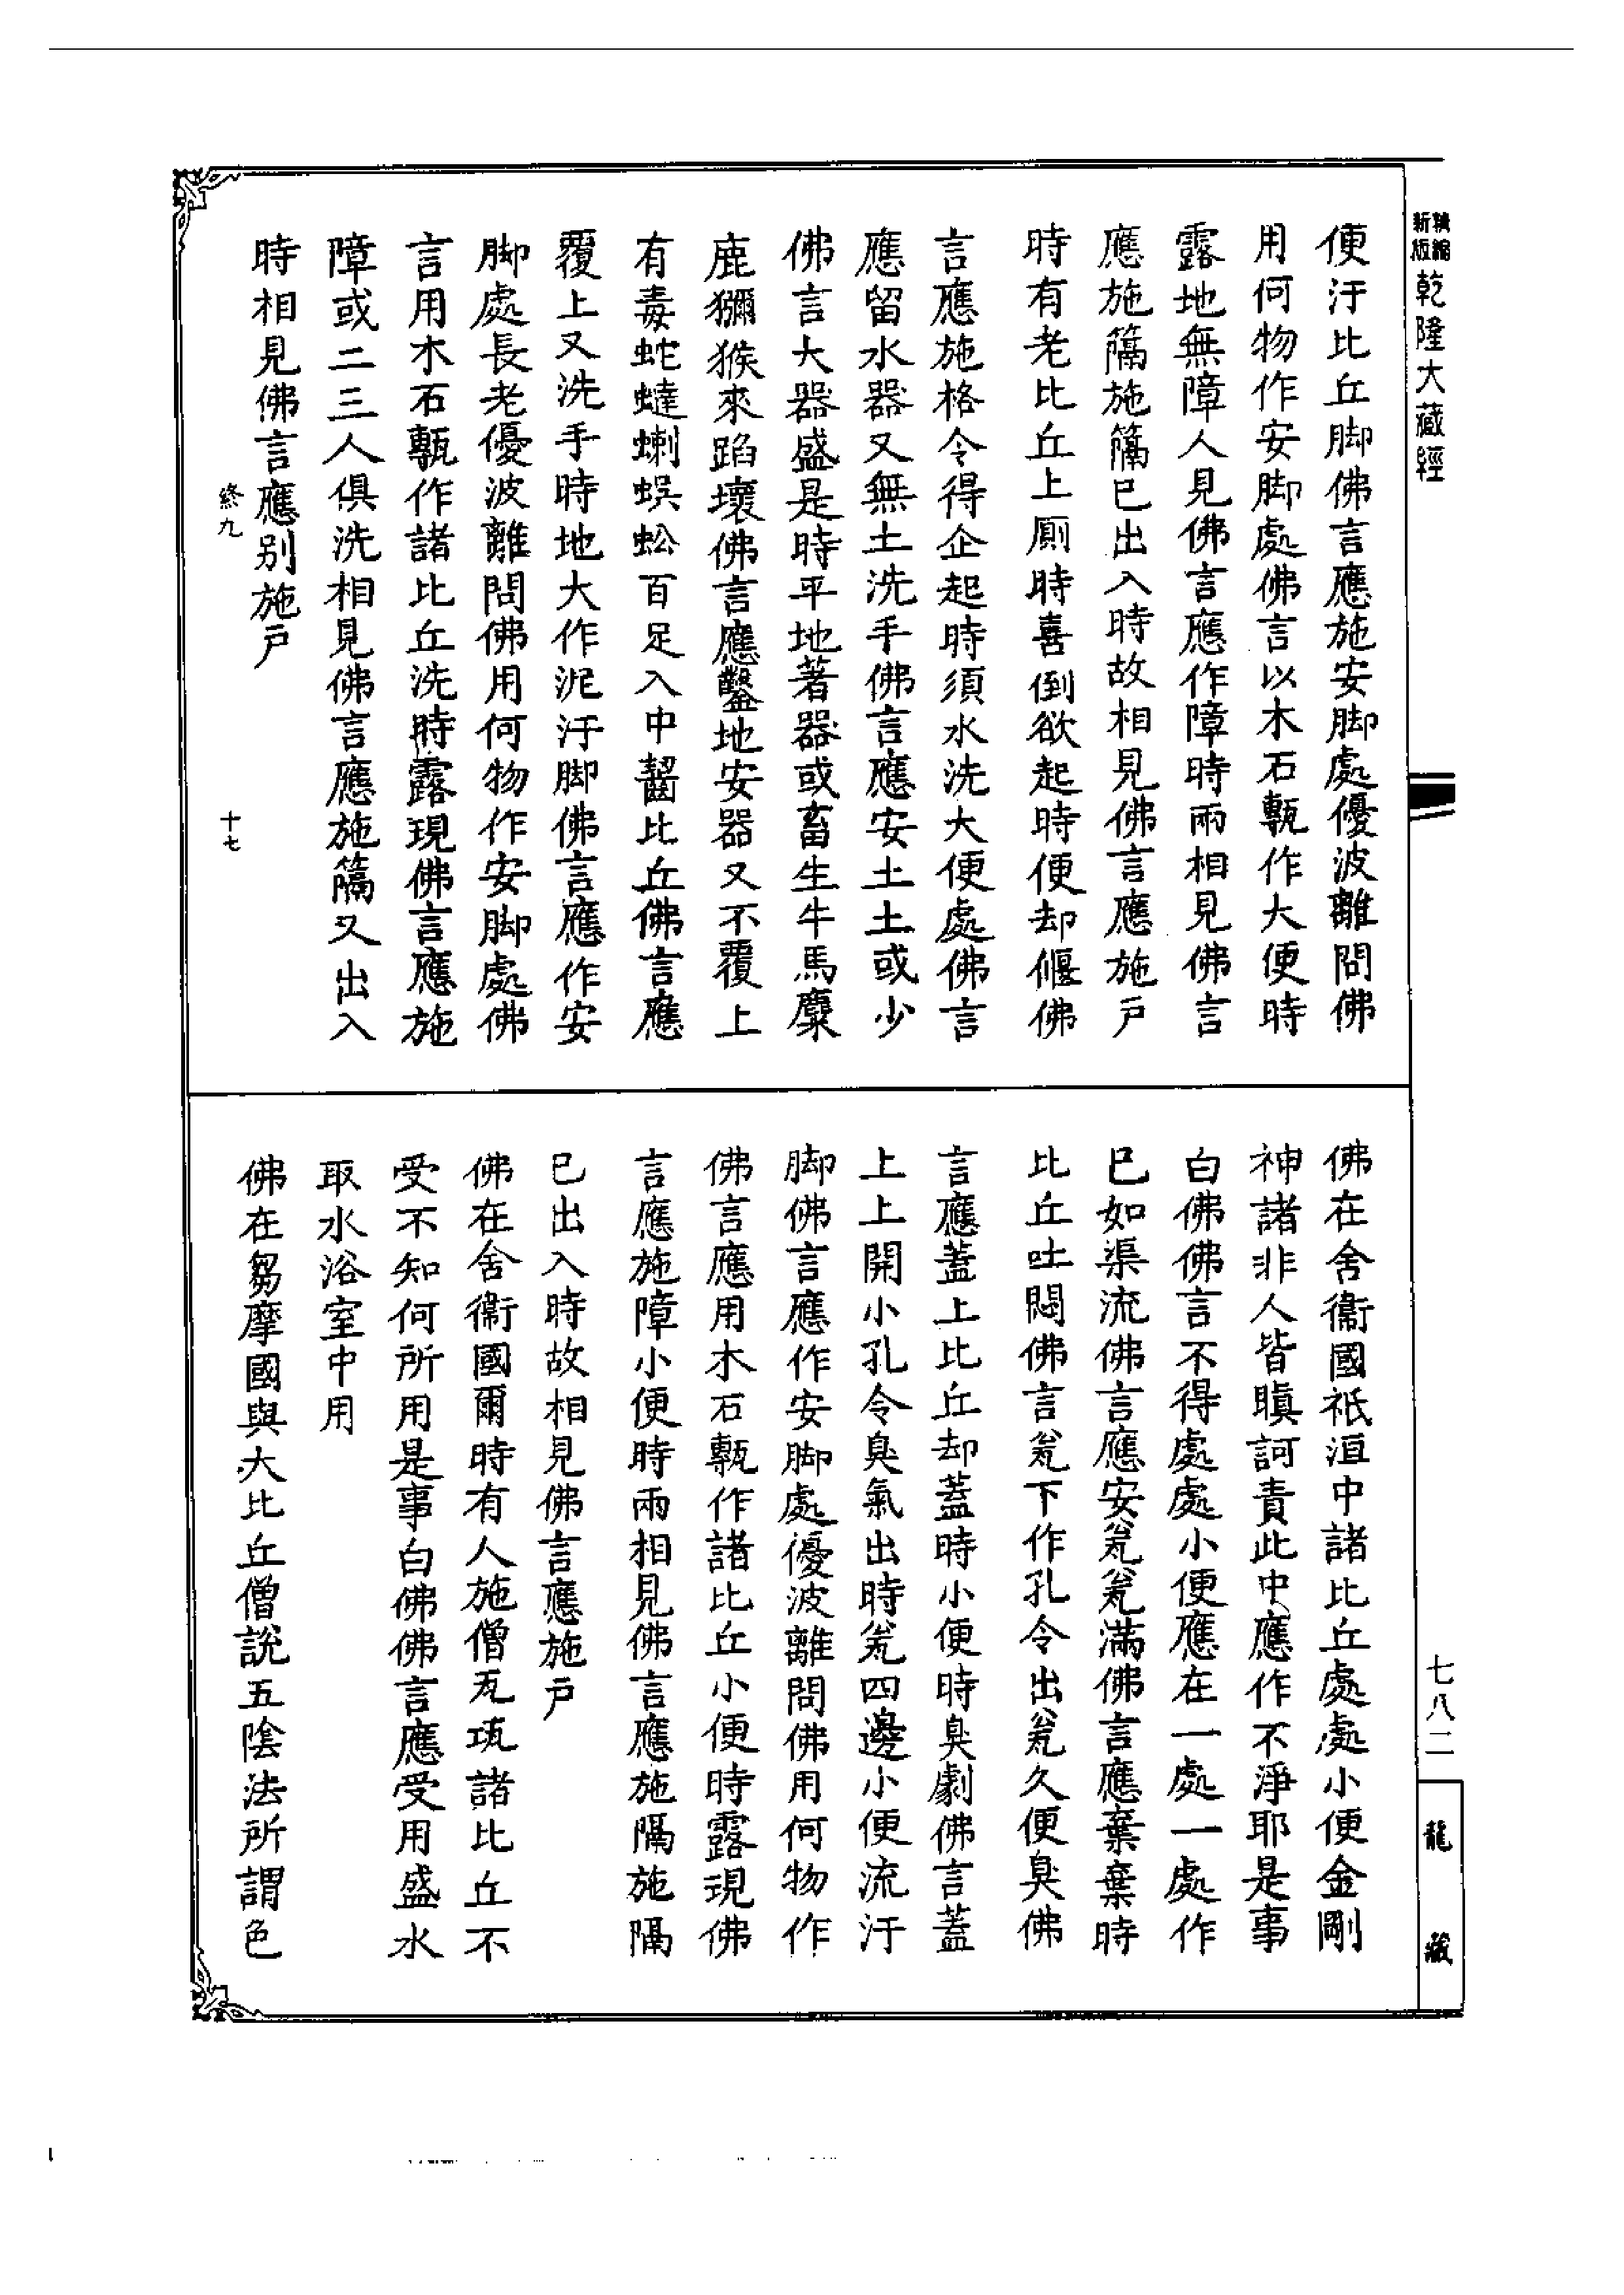 新版精縮
乾隆大藏經
七八二
龍藏
便汙比丘脚佛言應施安脚處優波離問佛
用何物作安脚處佛言以木石甎作大便時
露地無障人見佛言應作障時兩相見佛言
應施籬施籬已出入時故相見佛言應施戶
時有老比丘上廁時喜倒欲起時便却偃佛
言應施格令得企起時須水洗大便處佛言
應留水器又無土洗手佛言應安土土或少
佛言大器盛是時平地著器或畜生牛馬麋
鹿獼猴來蹈壞佛言應鑿地安器又不覆上
有毒蛇蝎蜈蚣百足入中齧比丘佛言應
覆上又洗手時地大作泥汙脚佛言應作安
脚處長老優波離問佛用何物作安脚處佛
言用木石甎作諸比丘洗時露現佛言應施
障或二三人俱洗相見佛言應施又出入
時相見佛言應別施戶
終九
十七
佛在舍衞國祇洹中諸比丘處處小便金剛
神諸非人皆瞋訶責此中應作不淨耶是事
白佛佛言不得處處小便應在一處一處作
已如渠流佛言應安瓮瓮滿佛言應棄棄時
比丘吐悶佛言瓮下作孔令出瓮久便臭佛
言應蓋上比丘却蓋時小便時臭劇佛言蓋
上上開小孔令臭氣出時瓮四邊小便流汙
脚佛言應作安脚處優波離問佛用何物作
佛言應用木石甎作諸比丘小便時露現佛
言應施障小便時兩相見佛言應施隔施隔
已出入時故相見佛言應施戶
佛在舍衞國爾時有人施僧瓦瓨諸比丘不
受不知何所用是事白佛佛言應受用盛水
取水浴室中用
佛在芻摩國與大比丘僧說五陰法所謂色